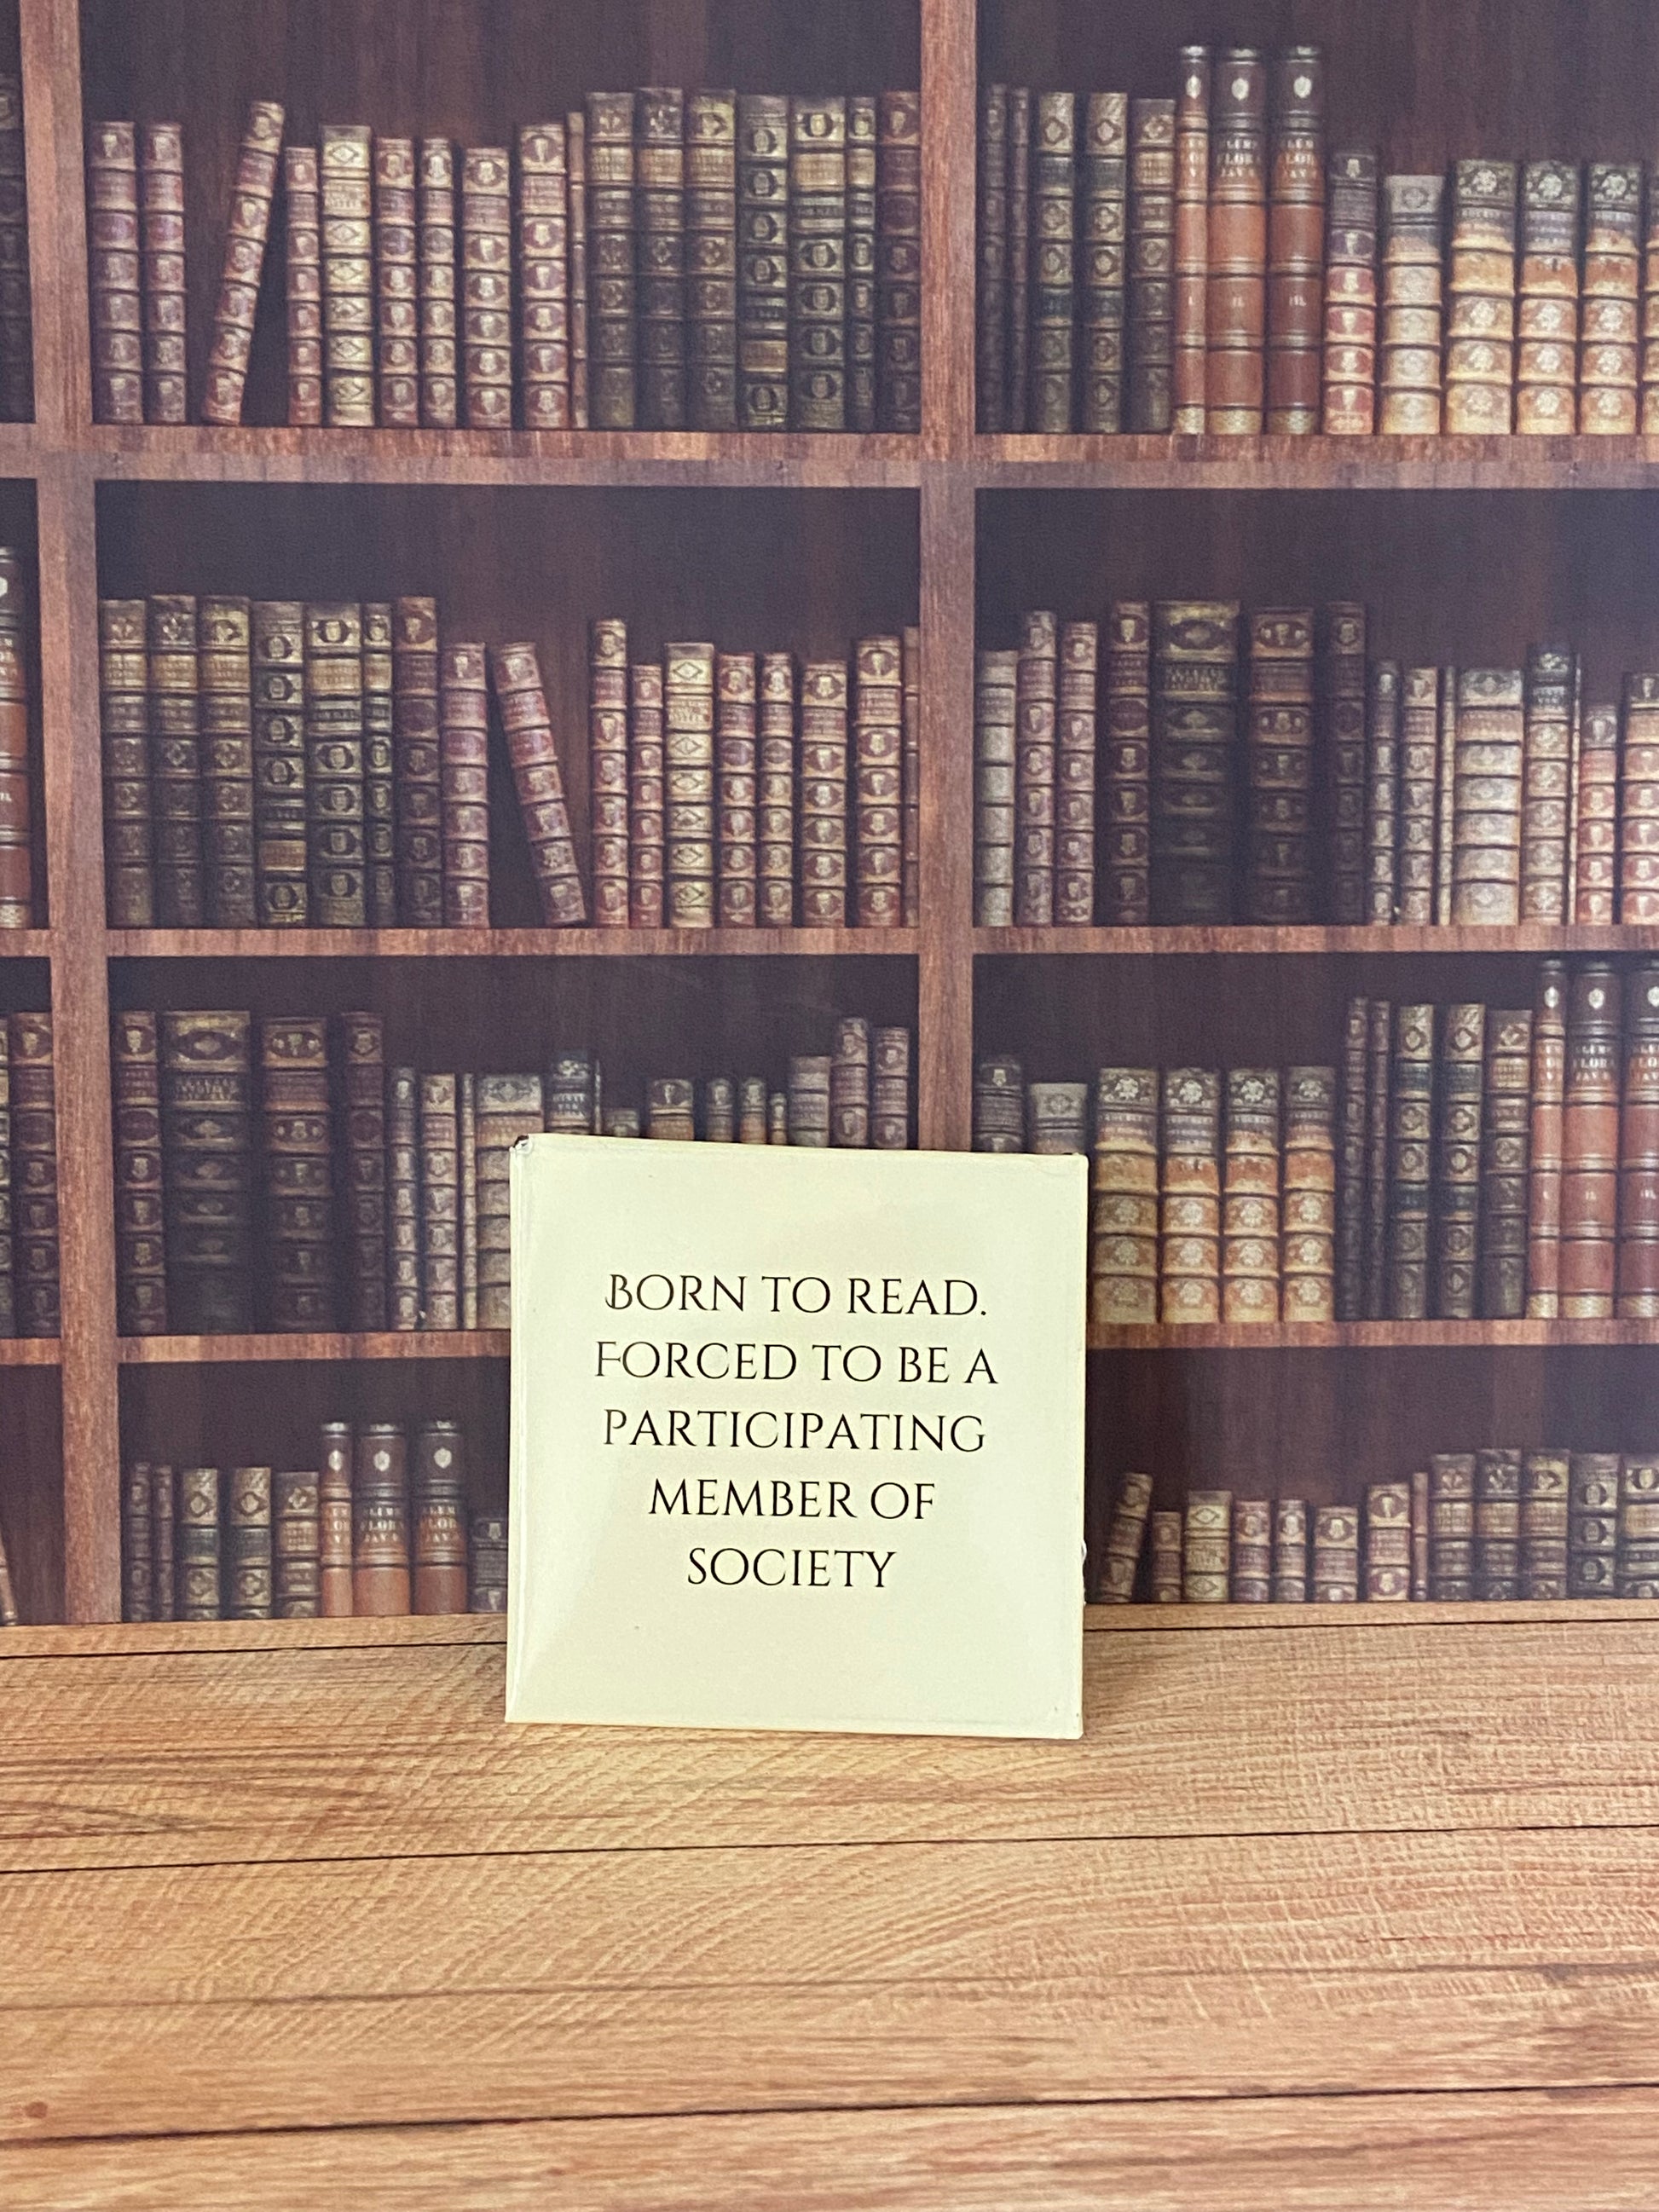 BORN TO READ.
FORCED TO BE A
PARTICIPATING
MEMBER OF
SOCIETY